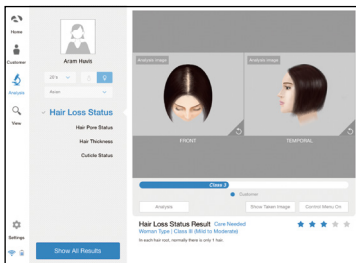 Home
Customer
Analysis
View
Settings
Aram Huvis
20's
Asian
Hair Loss Status
Hair Pore Status
Hair Thickness
Cuticle Status
Show All Results
Analysis Image
Analysis Image
FRONT
TEMPORAL
Class 3
Customer
Analysis
Show Taken Image
Control Menu On
Hair Loss Status Result Care Needed
Woman Type | Class III (Mild to Moderate)
In each hair root, normally there is only 1 hair.